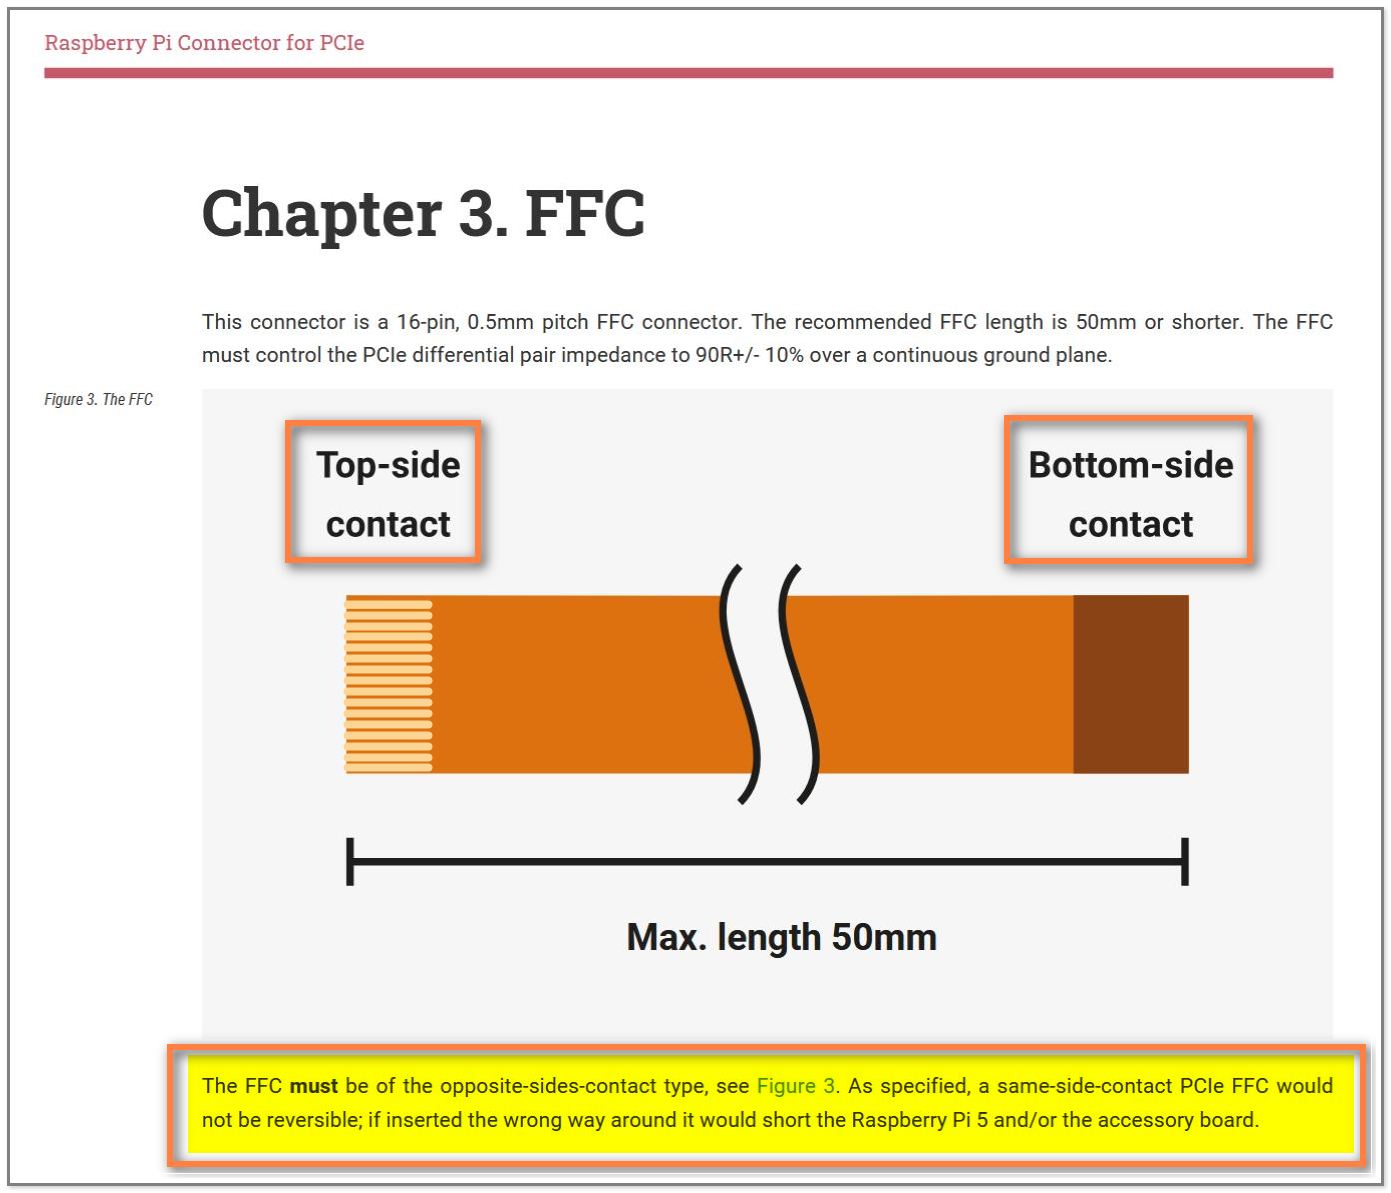 Raspberry Pi Connector for PCIe
Chapter 3. FFC
This connector is a 16-pin, 0.5mm pitch FFC connector. The recommended FFC length is 50mm or shorter. The FFC
must control the PCIe differential pair impedance to 90R+/- 10% over a continuous ground plane.
Figure 3. The FFC
Top-side
contact
Bottom-side
contact
Max. length 50mm
The FFC must be of the opposite-sides-contact type, see Figure 3. As specified, a same-side-contact PCIe FFC would
not be reversible; if inserted the wrong way around it would short the Raspberry Pi 5 and/or the accessory board.